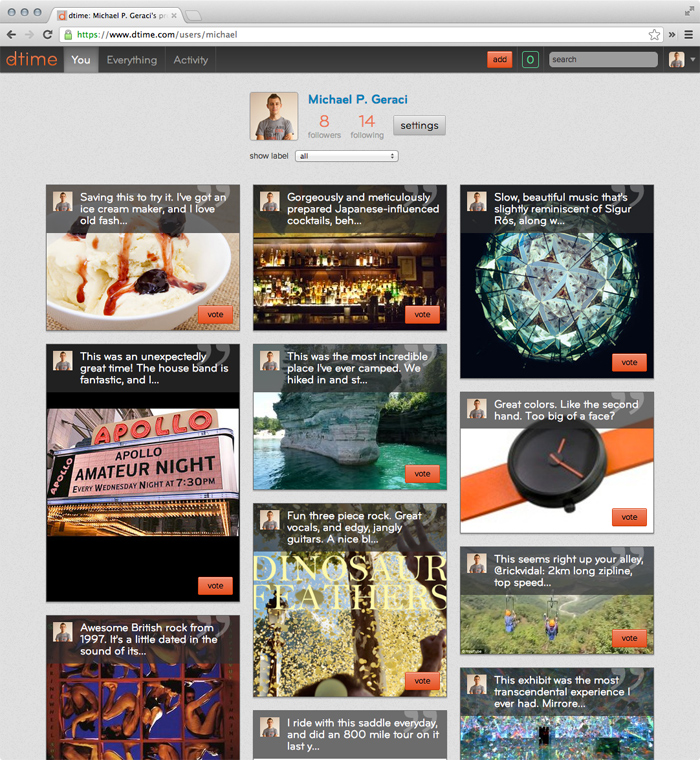 dtime: Michael P. Geraci's pr
https://www.dtime.com/users/michael
dtime
You
Everything
Activity
add
0
search
Michael P. Geraci
8
followers
14
following
settings
show label
all
Saving this to try it. I've got an
ice cream maker, and I love
old fash...
vote
Gorgeously and meticulously
prepared Japanese-influenced
cocktails, beh...
vote
Slow, beautiful music that's
slightly reminiscent of Sigur
Rós, along w...
vote
This was an unexpectedly
great time! The house band is
fantastic, and I...
APOLLO
APOLLO
APOLLO
AMATEUR NIGHT
EVERY WEDNESDAY NIGHT AT 7:30PM
vote
This was the most incredible
place I've ever camped. We
hiked in and st...
vote
Great colors. Like the second
hand. Too big of a face?
vote
Fun three piece rock. Great
vocals, and edgy, jangly
guitars. A nice bl...
DINOSAUR
FEATHERS
vote
This seems right up your alley,
@rickvidal: 2km long zipline,
top speed...
vote
Awesome British rock from
1997. It's a little dated in the
sound of its...
This exhibit was the most
transcendental experience I
ever had. Mirrore...
I ride with this saddle everyday,
and did an 800 mile tour on it
last y...